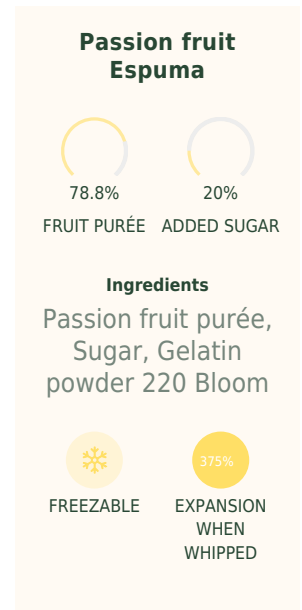 Passion fruit
Espuma
78.8%
20%
FRUIT PURÉE
ADDED SUGAR
Ingredients
Passion fruit purée,
Sugar, Gelatin
powder 220 Bloom
375%
FREEZABLE
EXPANSION
WHEN
WHIPPED